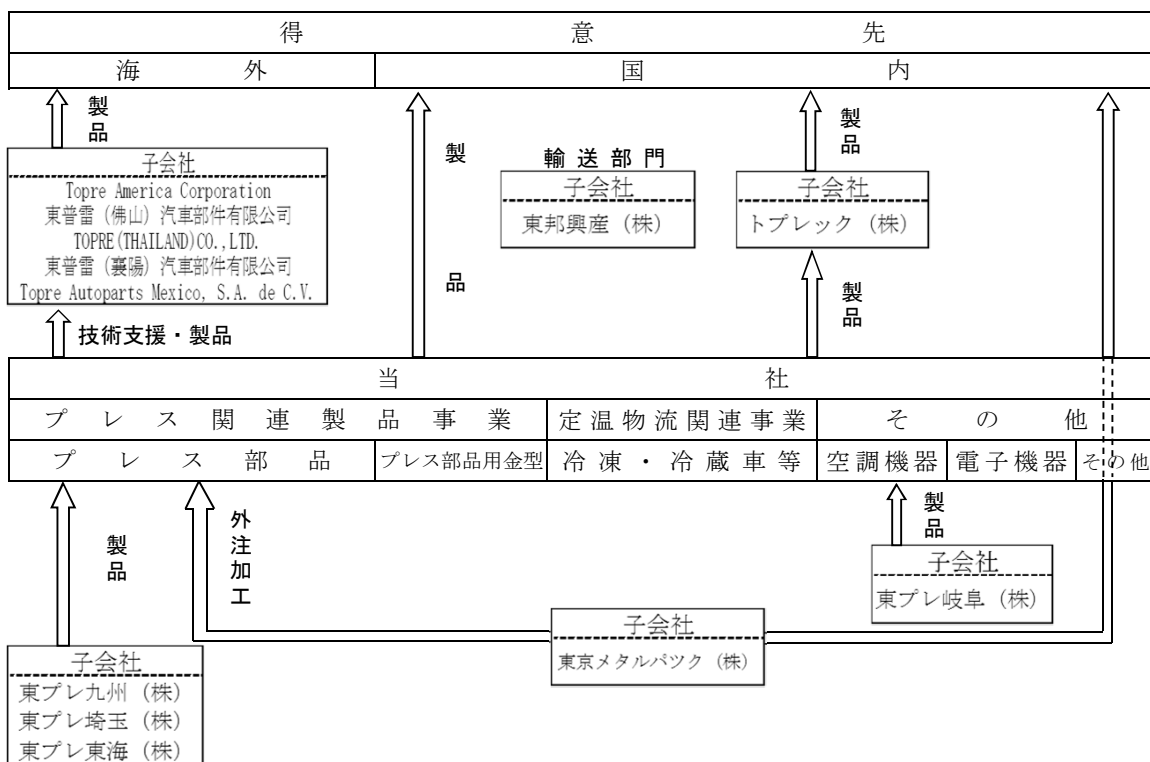 得意先
海外 国内
製品
製品
製品
輸送部門
子会社
Topre America Corporation
東普雷（佛山）汽車部件有限公司
TOPRE(THAILAND)CO.,LTD.
東普雷（襄陽）汽車部件有限公司
Topre Autoparts Mexico, S.A. de C.V.
子会社
東邦興産（株）
子会社
トプレック（株）
製品
技術支援・製品
当社
プレス関連製品事業 定温物流関連事業 その他
プレス部品 プレス部品用金型 冷凍・冷蔵車等 空調機器 電子機器 その他
製品
外注加工
製品
子会社
東プレ岐阜（株）
子会社
東京メタルパツク（株）
子会社
東プレ九州（株）
東プレ埼玉（株）
東プレ東海（株）